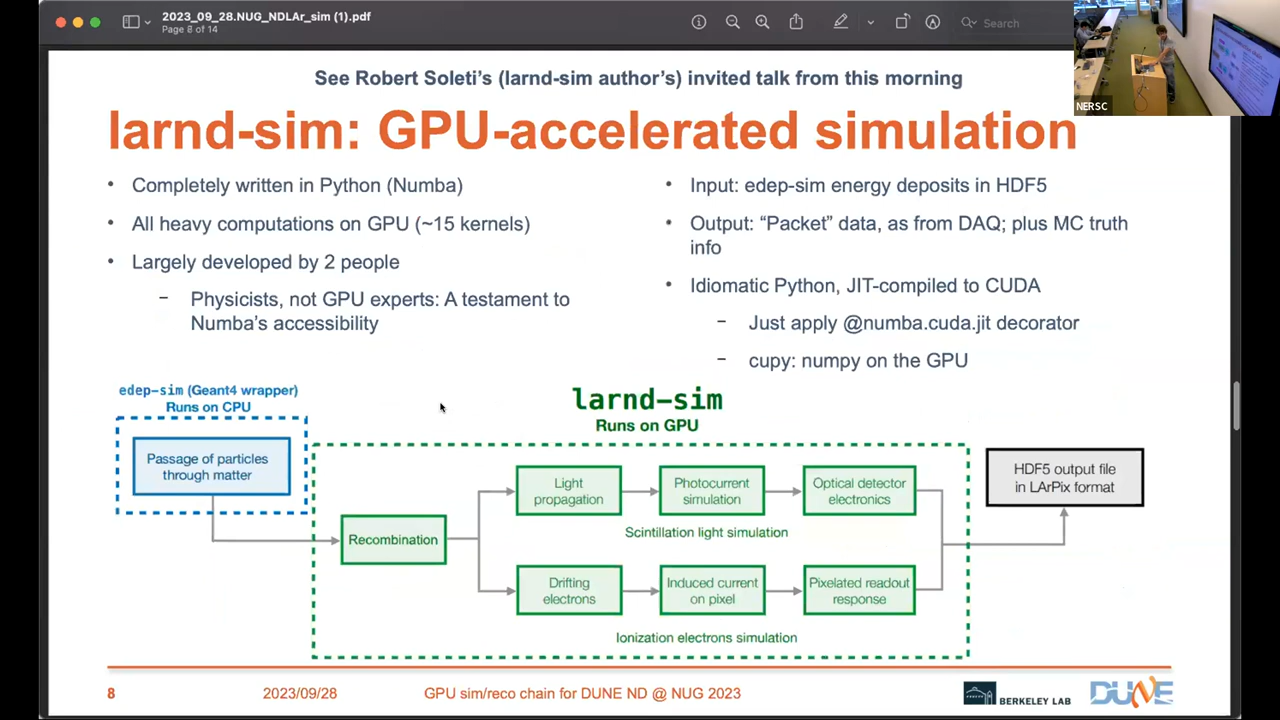 2023_09_28.NUG_NDLAr_sim (1).pdf
Page 8 of 14
Search
NERSC
See Robert Soleti's (larnd-sim author's) invited talk from this morning
larnd-sim: GPU-accelerated simulation
• Completely written in Python (Numba)
• All heavy computations on GPU (~15 kernels)
• Largely developed by 2 people
– Physicists, not GPU experts: A testament to
Numba's accessibility
• Input: edep-sim energy deposits in HDF5
• Output: “Packet” data, as from DAQ; plus MC truth
info
• Idiomatic Python, JIT-compiled to CUDA
– Just apply @numba.cuda.jit decorator
– cupy: numpy on the GPU
edep-sim (Geant4 wrapper)
Runs on CPU
Passage of particles
through matter
larnd-sim
Runs on GPU
Recombination
Light
propagation
Photocurrent
simulation
Optical detector
electronics
Scintillation light simulation
Drifting
electrons
Induced current
on pixel
Pixelated readout
response
Ionization electrons simulation
HDF5 output file
in LArPix format
8
2023/09/28
GPU sim/reco chain for DUNE ND @ NUG 2023
BERKELEY LAB
DUNE